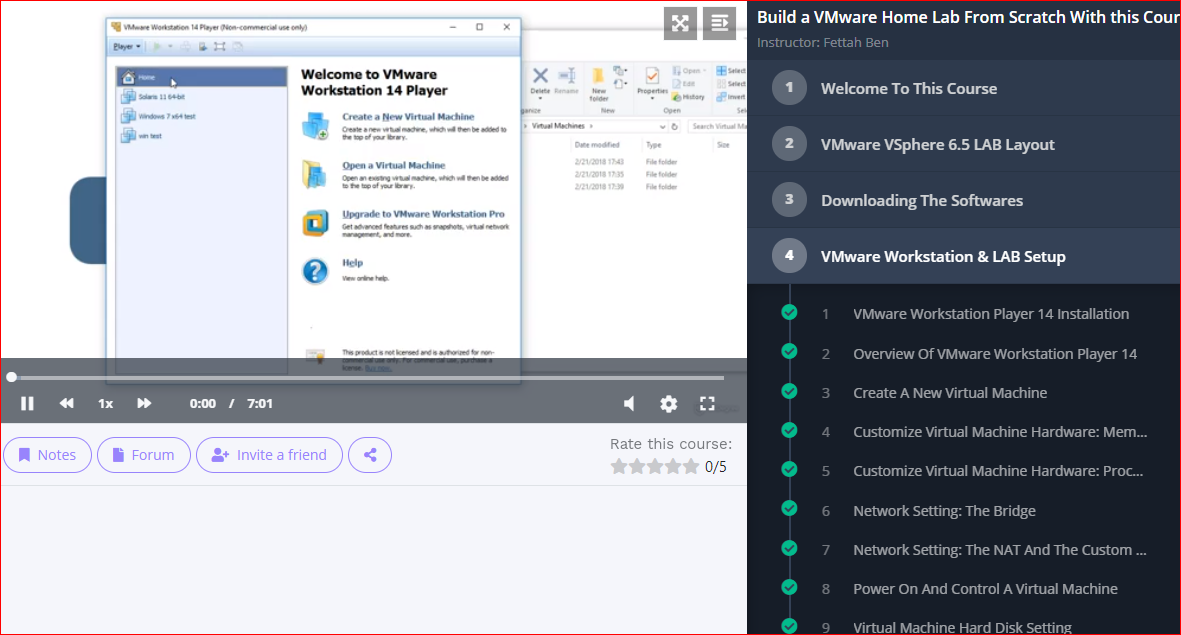 VMware Workstation 14 Player (Non-commercial use only)
Player
Home
Solaris 11 64-bit
Windows 7 x64 test
win test
Welcome to VMware
Workstation 14 Player
Create a New Virtual Machine
Create a new virtual machine, which will then be added to
the top of your library.
Open a Virtual Machine
Open an existing virtual machine, which will then be added
to the top of your library.
Upgrade to VMware Workstation Pro
Get advanced features such as snapshots, virtual network
management, and more.
Help
View online help.
This product is not licensed and is authorized for non-
commercial use only. For commercial use, purchase a
license. Buy now.
Delete
Rename
New
folder
New
Properties
Open
Edit
History
Open
Select
Select
Invert
Virtual Machines
Search Virtual Ma
Date modified
Type
Size
2/21/2018 17:43
File folder
2/21/2018 17:35
File folder
2/21/2018 17:39
File folder
1x
0:00 / 7:01
Notes
Forum
Invite a friend
Rate this course:
0/5
Build a VMware Home Lab From Scratch With this Cour
Instructor: Fettah Ben
1 Welcome To This Course
2 VMware VSphere 6.5 LAB Layout
3 Downloading The Softwares
4 VMware Workstation & LAB Setup
1 VMware Workstation Player 14 Installation
2 Overview Of VMware Workstation Player 14
3 Create A New Virtual Machine
4 Customize Virtual Machine Hardware: Mem...
5 Customize Virtual Machine Hardware: Proc...
6 Network Setting: The Bridge
7 Network Setting: The NAT And The Custom ...
8 Power On And Control A Virtual Machine
9 Virtual Machine Hard Disk Setting